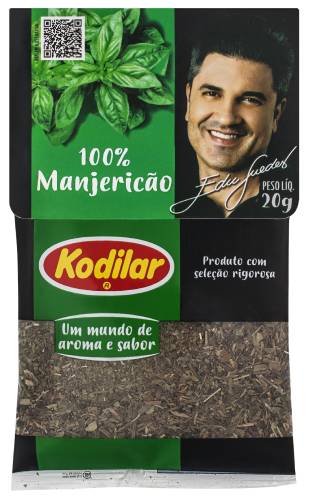 100%
Manjericão
Edu Guedes
PESO LÍQ.
20g
Kodilar
R
Produto com
seleção rigorosa
Um mundo de
aroma e sabor